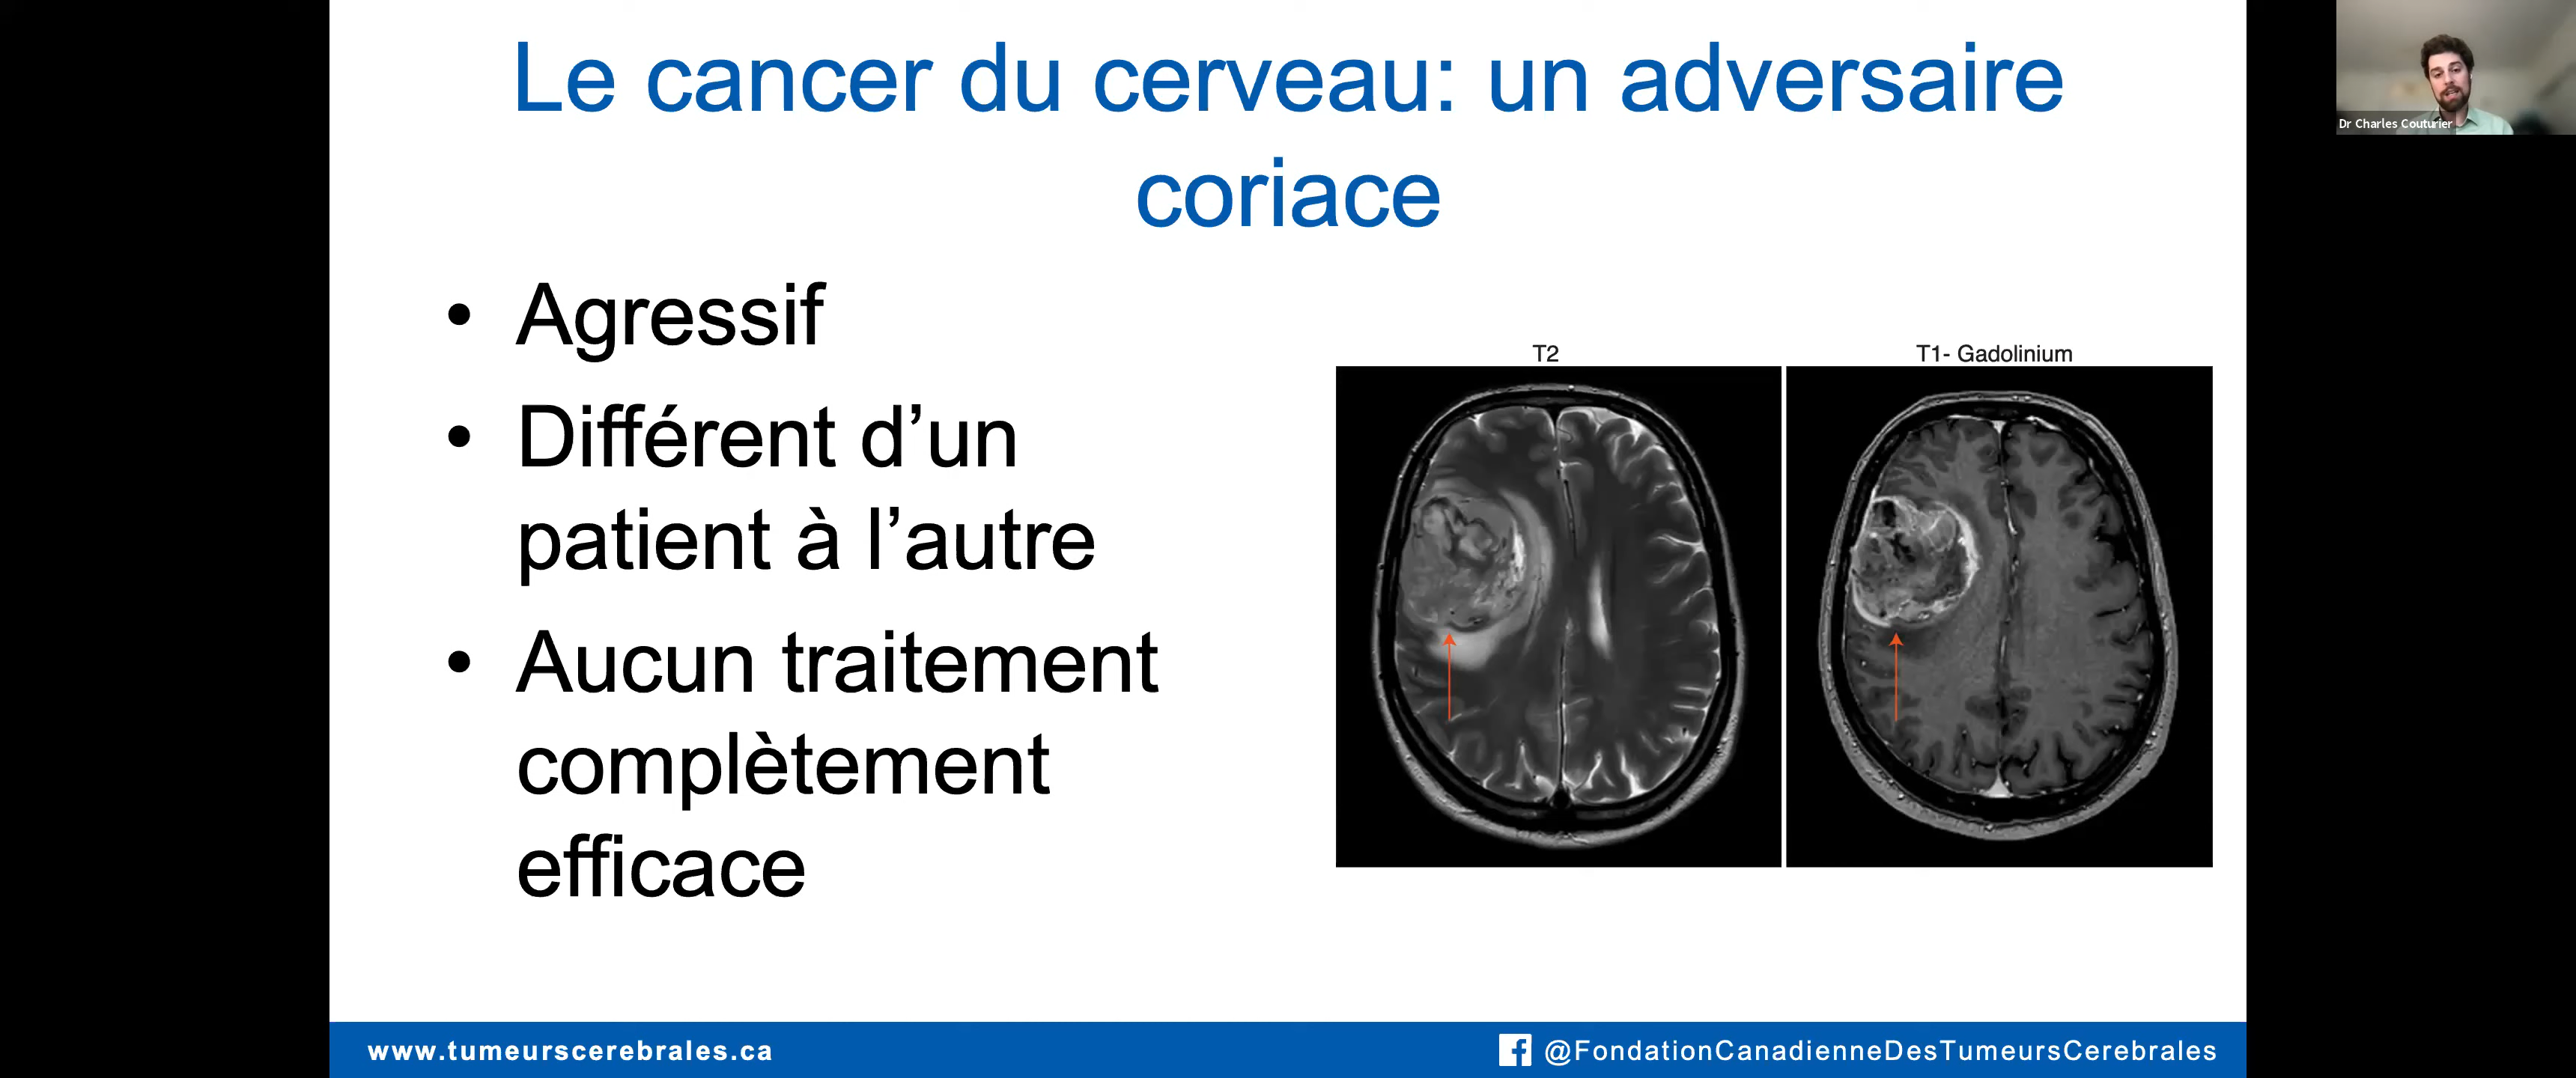 Le cancer du cerveau: un adversaire
coriace
• Agressif
• Différent d’un
patient à l’autre
• Aucun traitement
complètement
efficace
T2
T1- Gadolinium
Dr Charles Couturier
www.tumeurscerebrales.ca
@FondationCanadienneDesTumeursCerebrales